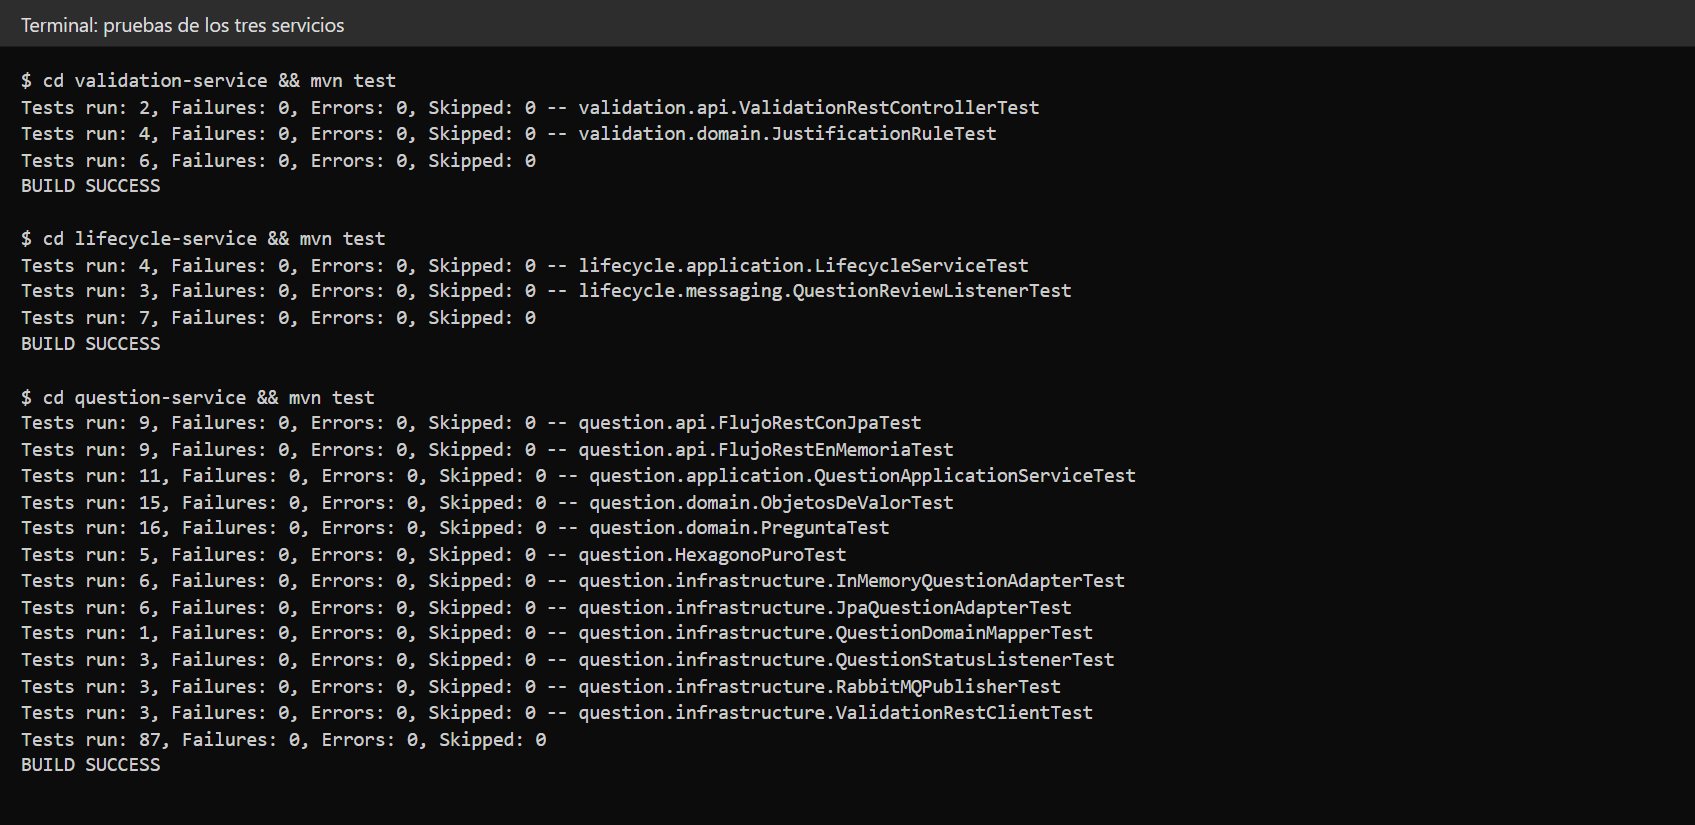 Terminal: pruebas de los tres servicios
$ cd validation-service && mvn test
Tests run: 2, Failures: 0, Errors: 0, Skipped: 0 -- validation.api.ValidationRestControllerTest
Tests run: 4, Failures: 0, Errors: 0, Skipped: 0 -- validation.domain.JustificationRuleTest
Tests run: 6, Failures: 0, Errors: 0, Skipped: 0
BUILD SUCCESS
$ cd lifecycle-service && mvn test
Tests run: 4, Failures: 0, Errors: 0, Skipped: 0 -- lifecycle.application.LifecycleServiceTest
Tests run: 3, Failures: 0, Errors: 0, Skipped: 0 -- lifecycle.messaging.QuestionReviewListenerTest
Tests run: 7, Failures: 0, Errors: 0, Skipped: 0
BUILD SUCCESS
$ cd question-service && mvn test
Tests run: 9, Failures: 0, Errors: 0, Skipped: 0 -- question.api.FlujoRestConJpaTest
Tests run: 9, Failures: 0, Errors: 0, Skipped: 0 -- question.api.FlujoRestEnMemoriaTest
Tests run: 11, Failures: 0, Errors: 0, Skipped: 0 -- question.application.QuestionApplicationServiceTest
Tests run: 15, Failures: 0, Errors: 0, Skipped: 0 -- question.domain.ObjetosDeValorTest
Tests run: 16, Failures: 0, Errors: 0, Skipped: 0 -- question.domain.PreguntaTest
Tests run: 5, Failures: 0, Errors: 0, Skipped: 0 -- question.HexagonoPuroTest
Tests run: 6, Failures: 0, Errors: 0, Skipped: 0 -- question.infrastructure.InMemoryQuestionAdapterTest
Tests run: 6, Failures: 0, Errors: 0, Skipped: 0 -- question.infrastructure.JpaQuestionAdapterTest
Tests run: 1, Failures: 0, Errors: 0, Skipped: 0 -- question.infrastructure.QuestionDomainMapperTest
Tests run: 3, Failures: 0, Errors: 0, Skipped: 0 -- question.infrastructure.QuestionStatusListenerTest
Tests run: 3, Failures: 0, Errors: 0, Skipped: 0 -- question.infrastructure.RabbitMQPublisherTest
Tests run: 3, Failures: 0, Errors: 0, Skipped: 0 -- question.infrastructure.ValidationRestClientTest
Tests run: 87, Failures: 0, Errors: 0, Skipped: 0
BUILD SUCCESS